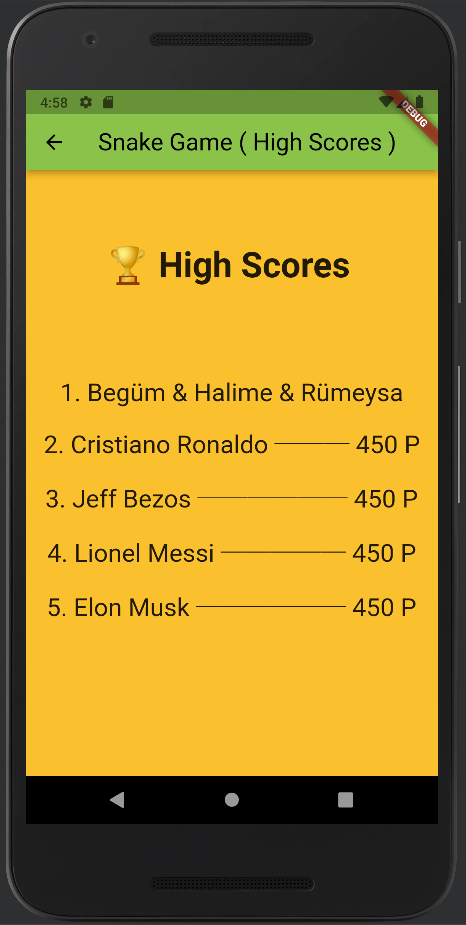 4:58
DEBUG
Snake Game ( High Scores )
🏆 High Scores
1. Begüm & Halime & Rümeysa
2. Cristiano Ronaldo ——— 450 P
3. Jeff Bezos —————— 450 P
4. Lionel Messi ————— 450 P
5. Elon Musk —————— 450 P